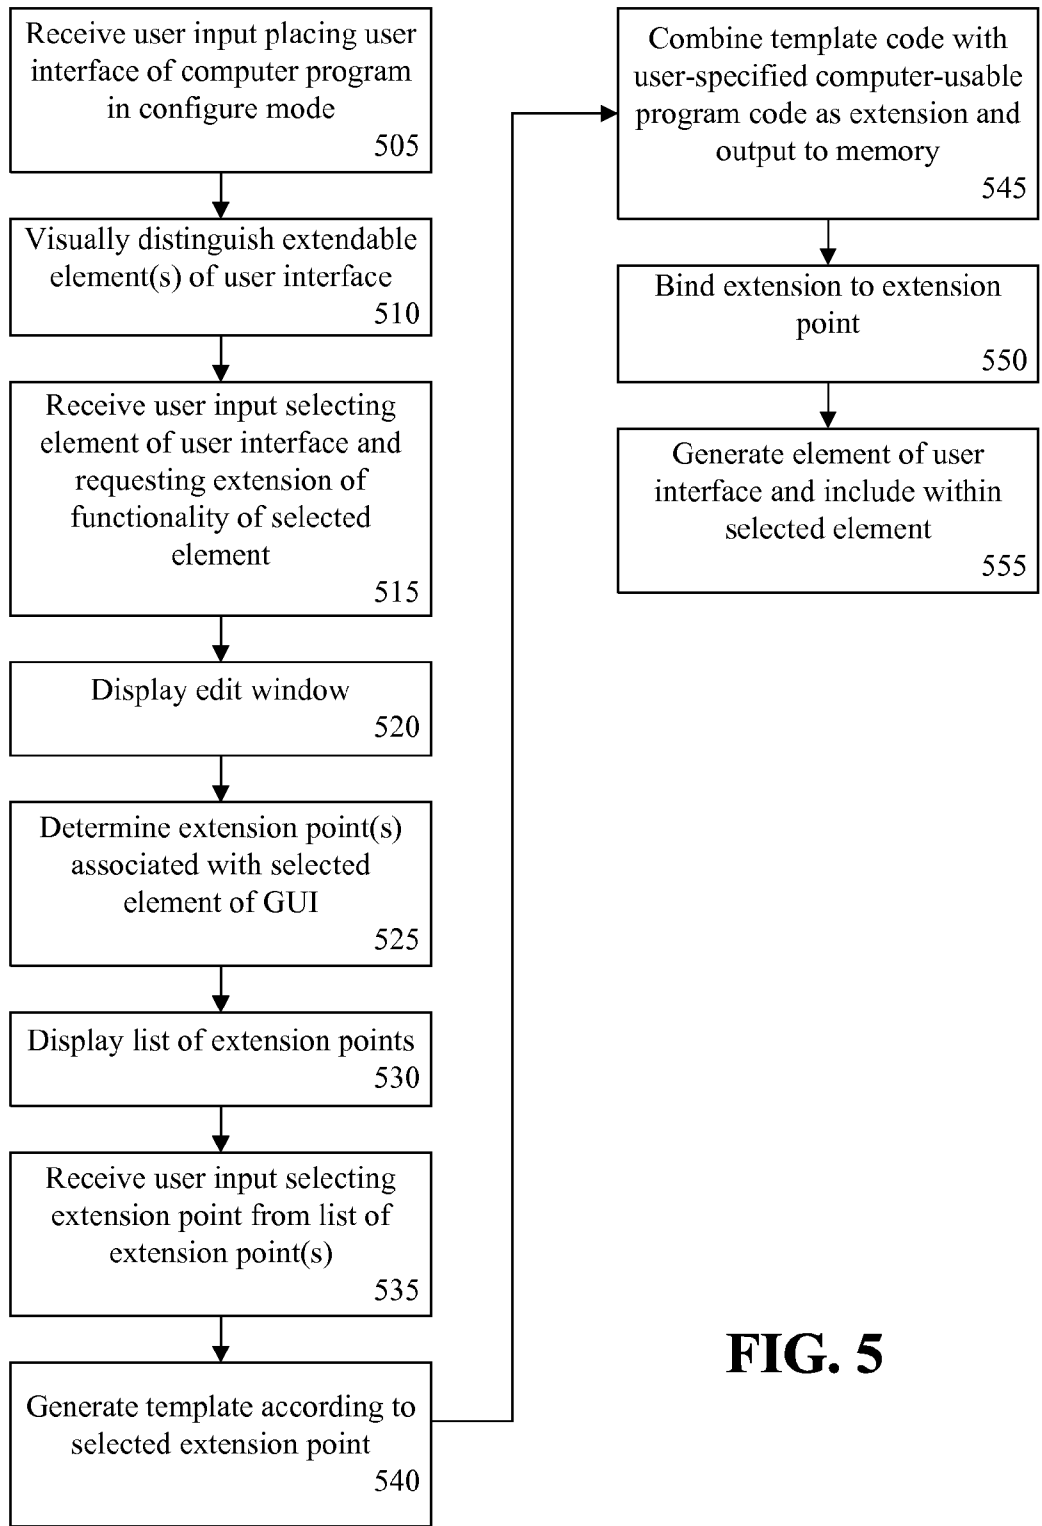 Receive user input placing user
interface of computer program
in configure mode
505
Visually distinguish extendable
element(s) of user interface
510
Receive user input selecting
element of user interface and
requesting extension of
functionality of selected
element
515
Display edit window
520
Determine extension point(s)
associated with selected
element of GUI
525
Display list of extension points
530
Receive user input selecting
extension point from list of
extension point(s)
535
Generate template according to
selected extension point
540
Combine template code with
user-specified computer-usable
program code as extension and
output to memory
545
Bind extension to extension
point
550
Generate element of user
interface and include within
selected element
555
FIG. 5